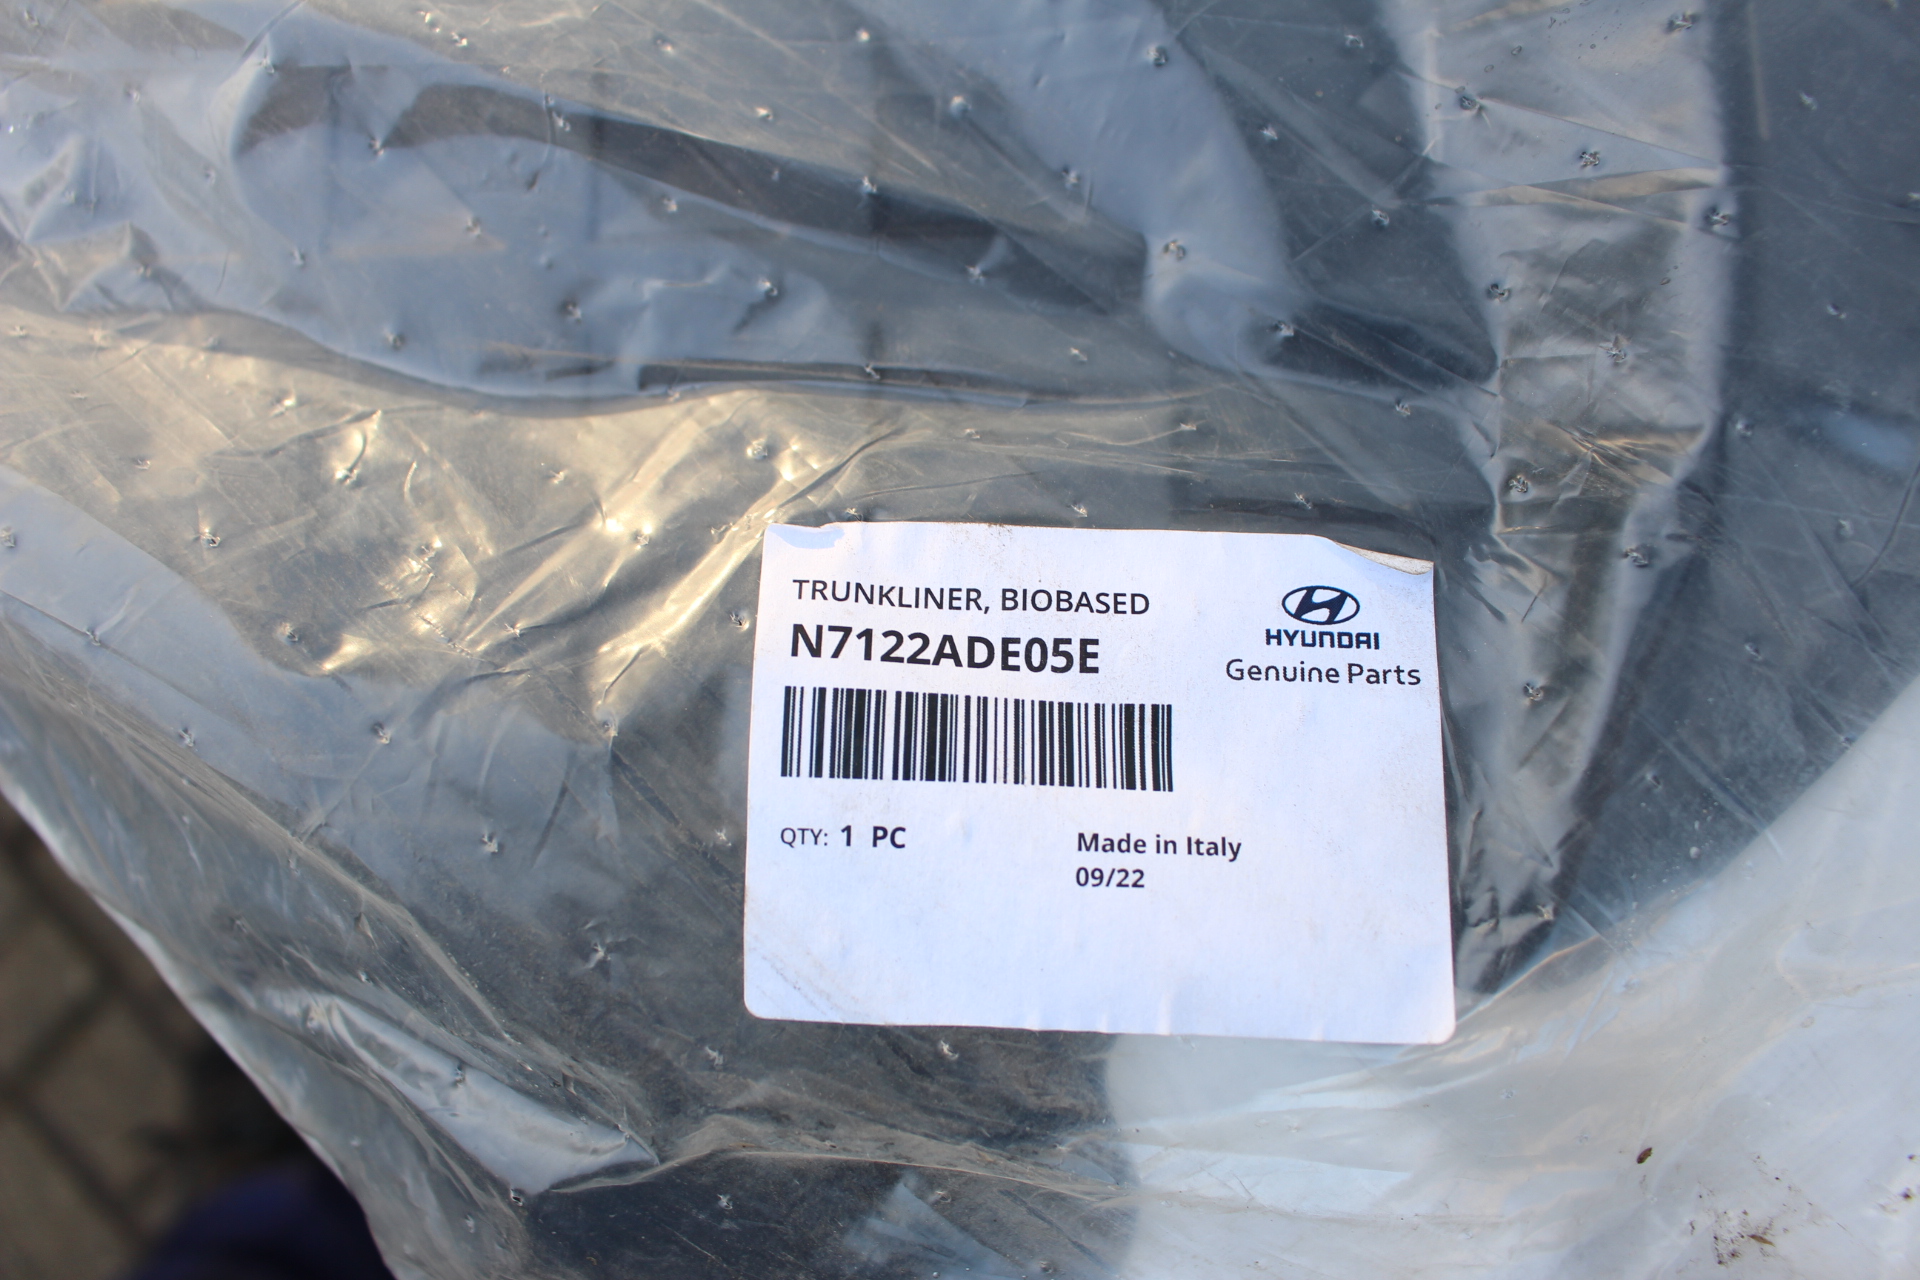 TRUNKLINER, BIOBASED
N7122ADE05E
HYUNDAI
Genuine Parts
QTY: 1 PC
Made in Italy
09/22